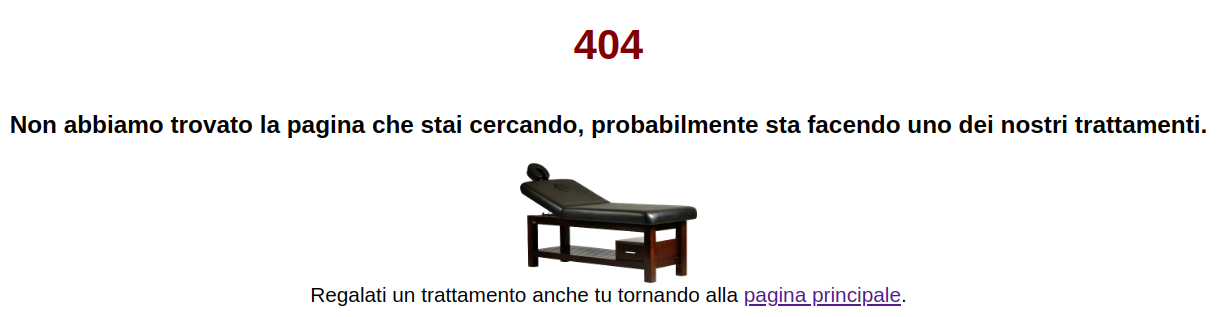 404
Non abbiamo trovato la pagina che stai cercando, probabilmente sta facendo uno dei nostri trattamenti.
Regalati un trattamento anche tu tornando alla pagina principale.